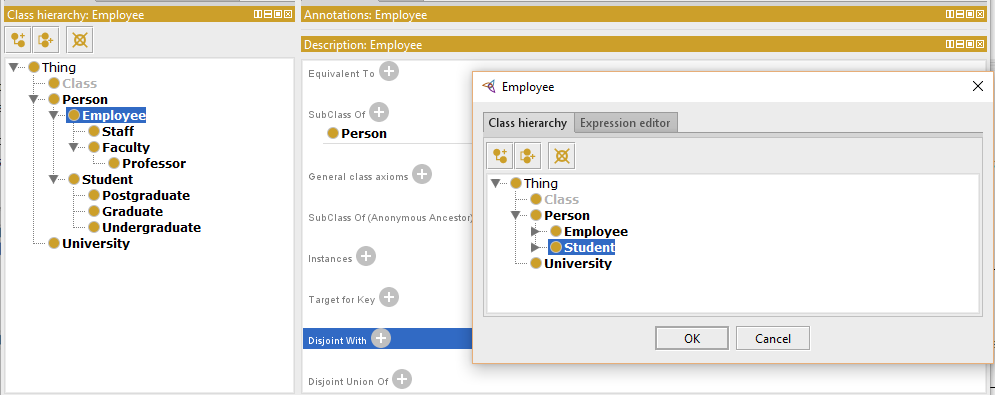 Class hierarchy: Employee
Thing
Class
Person
Employee
Staff
Faculty
Professor
Student
Postgraduate
Graduate
Undergraduate
University
Annotations: Employee
Description: Employee
Equivalent To
SubClass Of
Person
General class axioms
SubClass Of (Anonymous Ancestor)
Instances
Target for Key
Disjoint With
Disjoint Union Of
Employee
Class hierarchy Expression editor
Thing
Class
Person
Employee
Student
University
OK Cancel